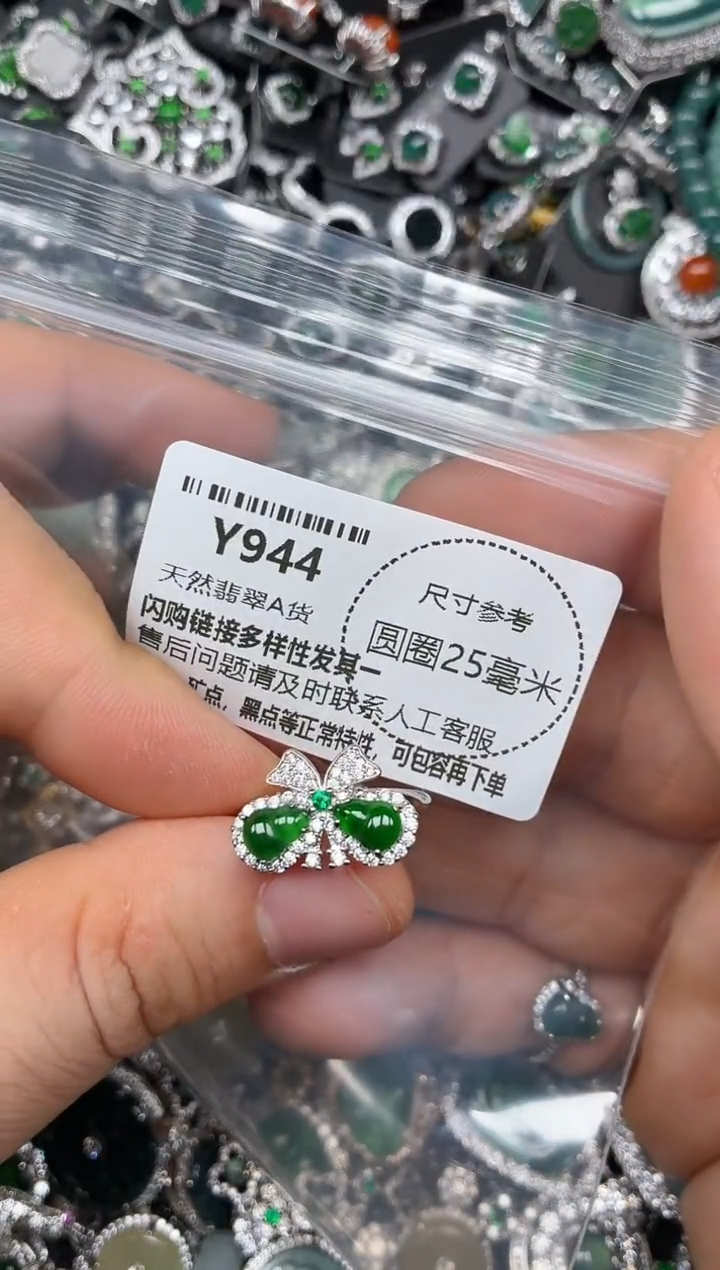 Y944
天然翡翠A货
闪购链接多样性发其一
售后问题请及时联系人工客服
矿点，黑点等正常特性，可包容再下单
尺寸参考
圆圈25毫米